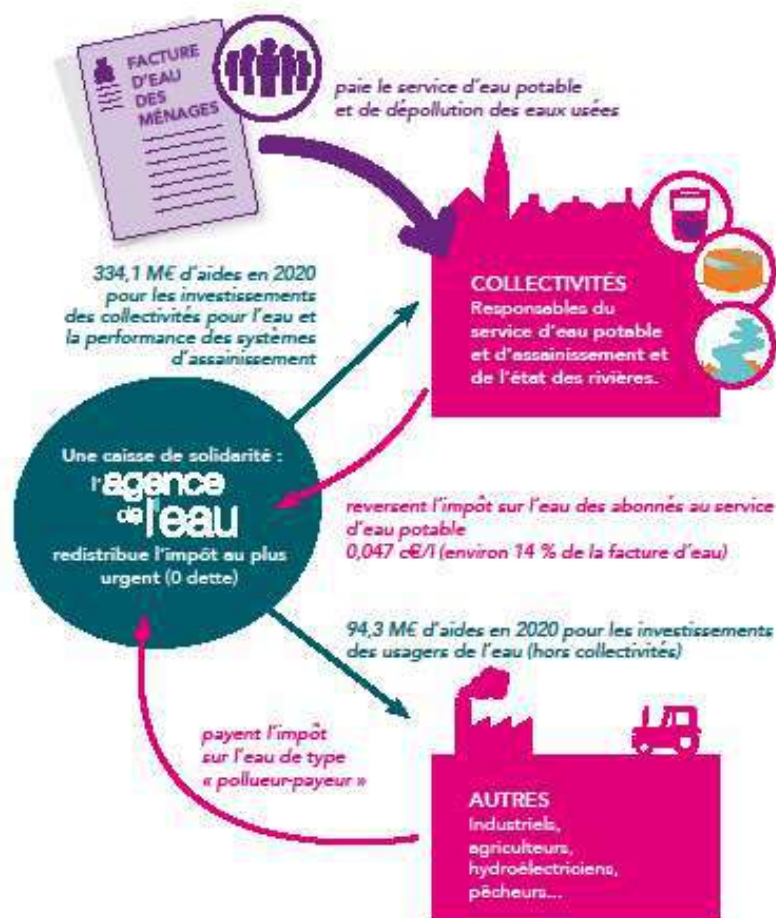 FACTURE
D'EAU
DES
MÉNAGES
paie le service d'eau potable
et de dépollution des eaux usées
334,1 M€ d'aides en 2020
pour les investissements
des collectivités pour l'eau et
la performance des systèmes
d'assainissement
COLLECTIVITÉS
Responsables du
service d'eau potable
et d'assainissement et
de l'état des rivières.
Une caisse de solidarité :
l'agence
de l'eau
redistribue l'impôt au plus
urgent (0 dette)
reversent l'impôt sur l'eau des abonnés au service
d'eau potable
0,047 c€/l (environ 14 % de la facture d'eau)
94,3 M€ d'aides en 2020 pour les investissements
des usagers de l'eau (hors collectivités)
payent l'impôt
sur l'eau de type
« pollueur-payeur »
AUTRES
Industriels,
agriculteurs,
hydroélectriciens,
pêcheurs...